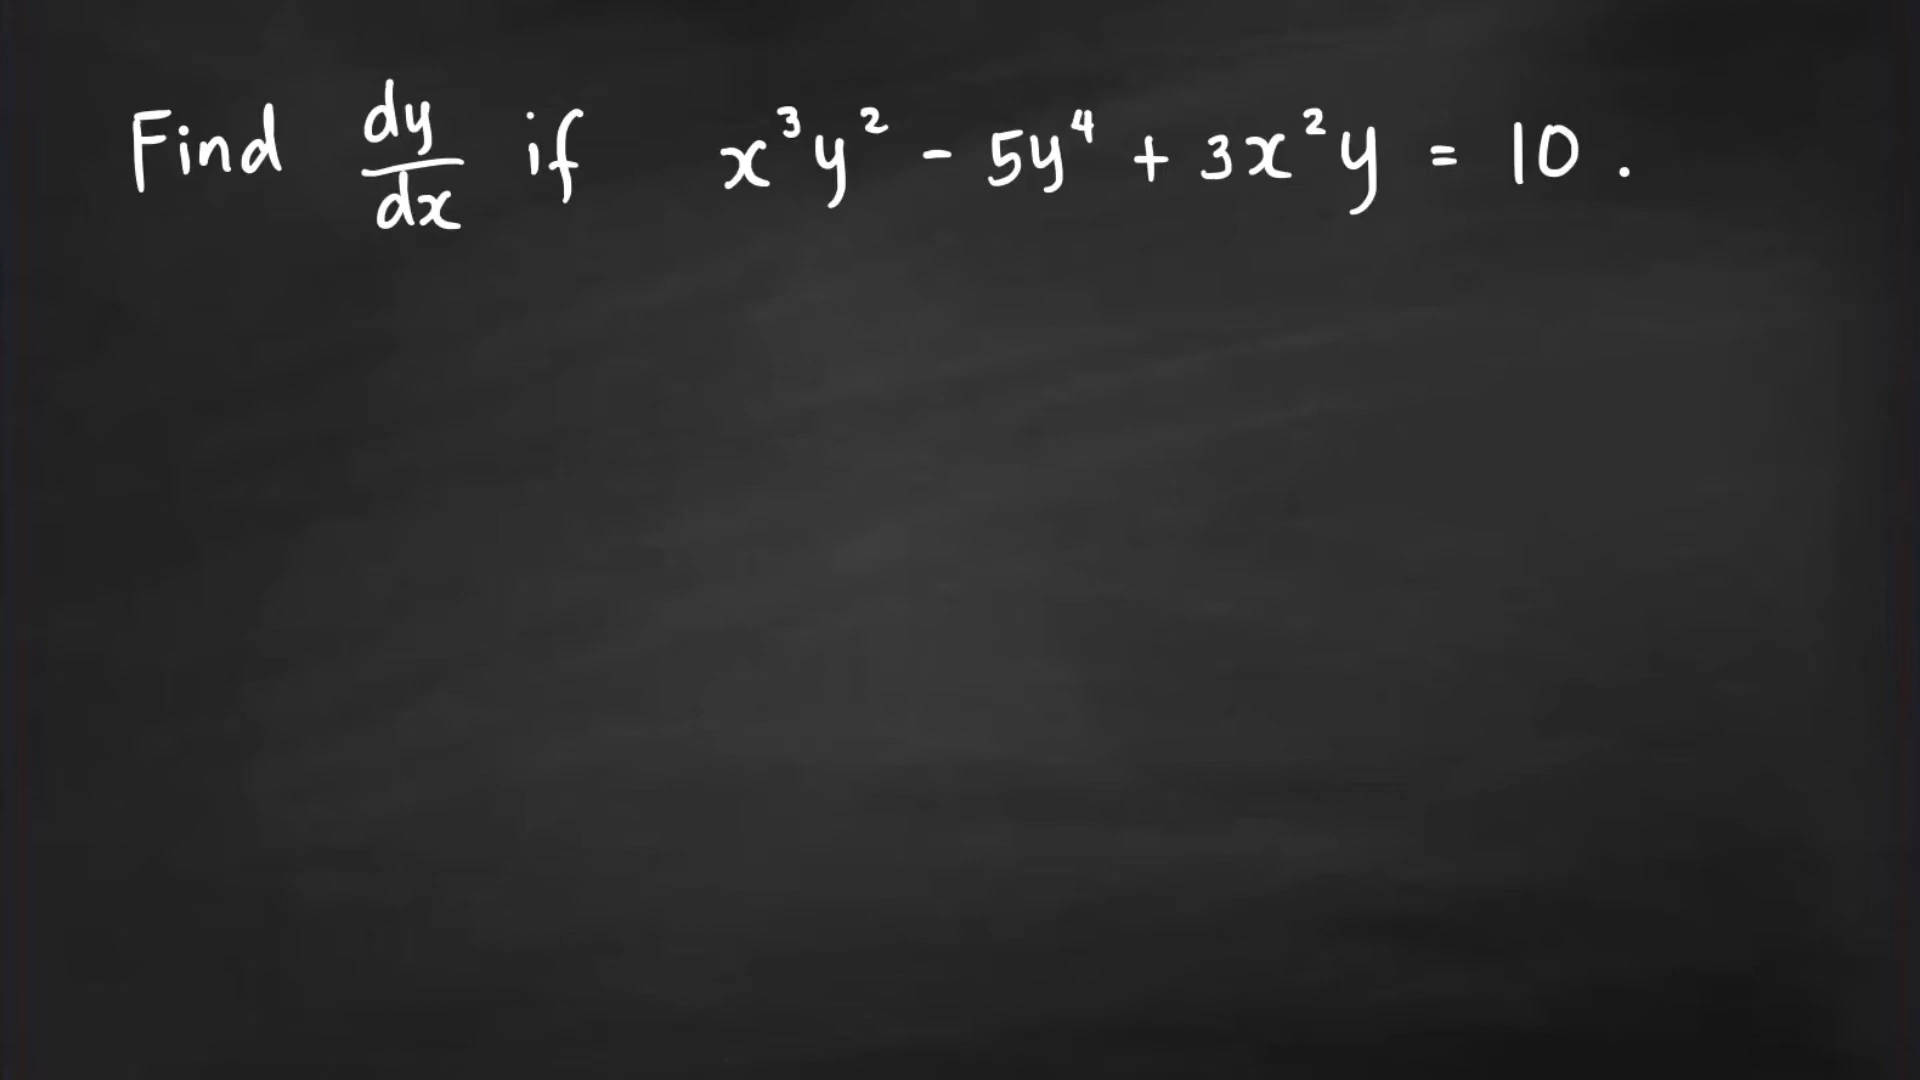 Find dy/dx if x³y² - 5y⁴ + 3x²y = 10.